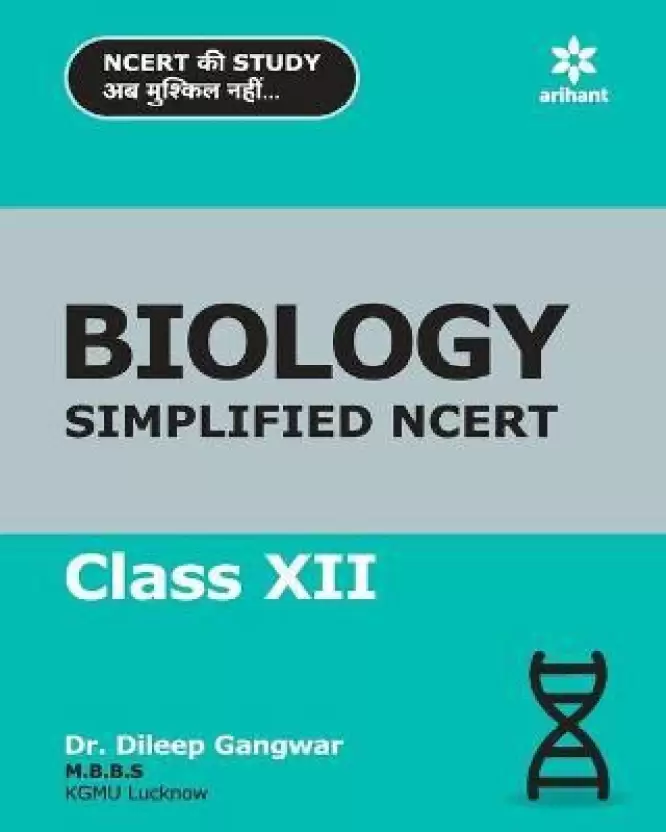 NCERT की STUDY
अब मुश्किल नहीं...
arihant
BIOLOGY
SIMPLIFIED NCERT
Class XII
Dr. Dileep Gangwar
M.B.B.S
KGMU Lucknow